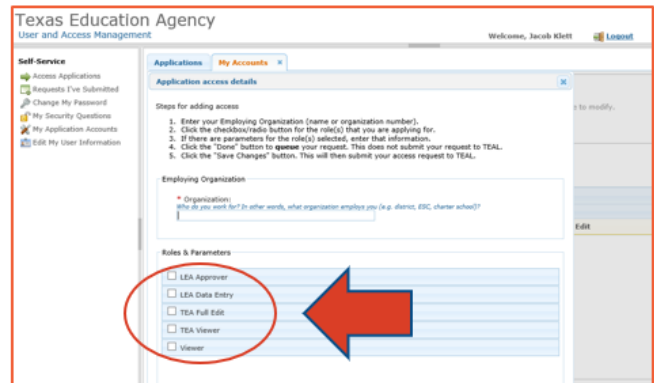 Texas Education Agency
User and Access Management
Welcome, Jacob Klett
Logout
Self-Service
Access Applications
Requests I've Submitted
Change My Password
My Security Questions
My Application Accounts
Edit My User Information
Applications
My Accounts
Application access details
Steps for adding access
1. Enter your Employing Organization (name or organization number).
2. Click the checkbox/radio button for the role(s) that you are applying for.
3. If there are parameters for the role(s) selected, enter that information.
4. Click the "Done" button to queue your request. This does not submit your request to TEAL.
5. Click the "Save Changes" button. This will then submit your access request to TEAL.
Employing Organization
* Organization:
Who do you work for? In other words, what organization employs you (e.g. district, ESC, charter school)?
Roles & Parameters
LEA Approver
LEA Data Entry
TEA Full Edit
TEA Viewer
Viewer
to modify.
Edit